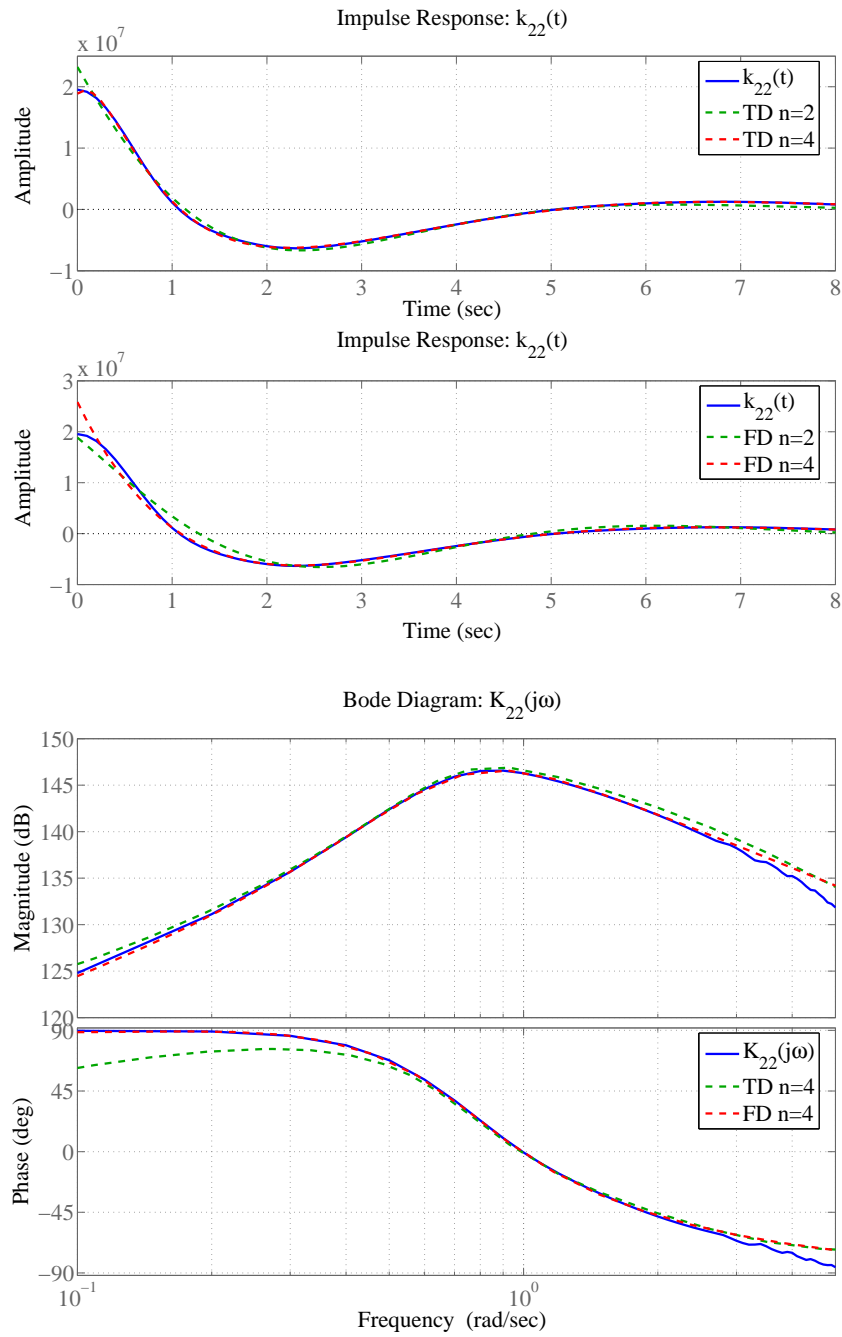 Impulse Response: k22(t)
x 10^7
2
1
0
−1
Amplitude
k22(t)
TD n=2
TD n=4
0 1 2 3 4 5 6 7 8
Time (sec)
Impulse Response: k22(t)
x 10^7
3
2
1
0
−1
Amplitude
k22(t)
FD n=2
FD n=4
0 1 2 3 4 5 6 7 8
Time (sec)
Bode Diagram: K22(jω)
150
145
140
135
130
125
120
Magnitude (dB)
90
45
0
−45
−90
Phase (deg)
K22(jω)
TD n=4
FD n=4
10^−1 10^0
Frequency (rad/sec)